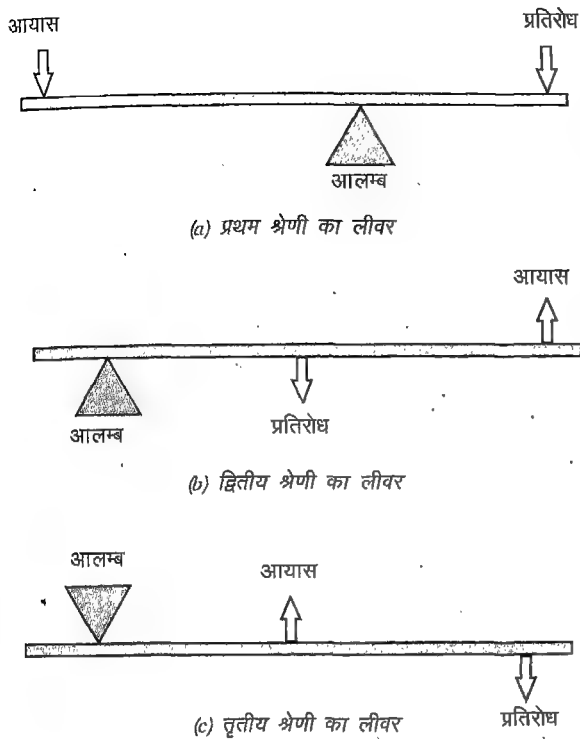 आयास
प्रतिरोध
आलम्ब
(a) प्रथम श्रेणी का लीवर
आयास
आलम्ब
प्रतिरोध
(b) द्वितीय श्रेणी का लीवर
आलम्ब
आयास
प्रतिरोध
(c) तृतीय श्रेणी का लीवर